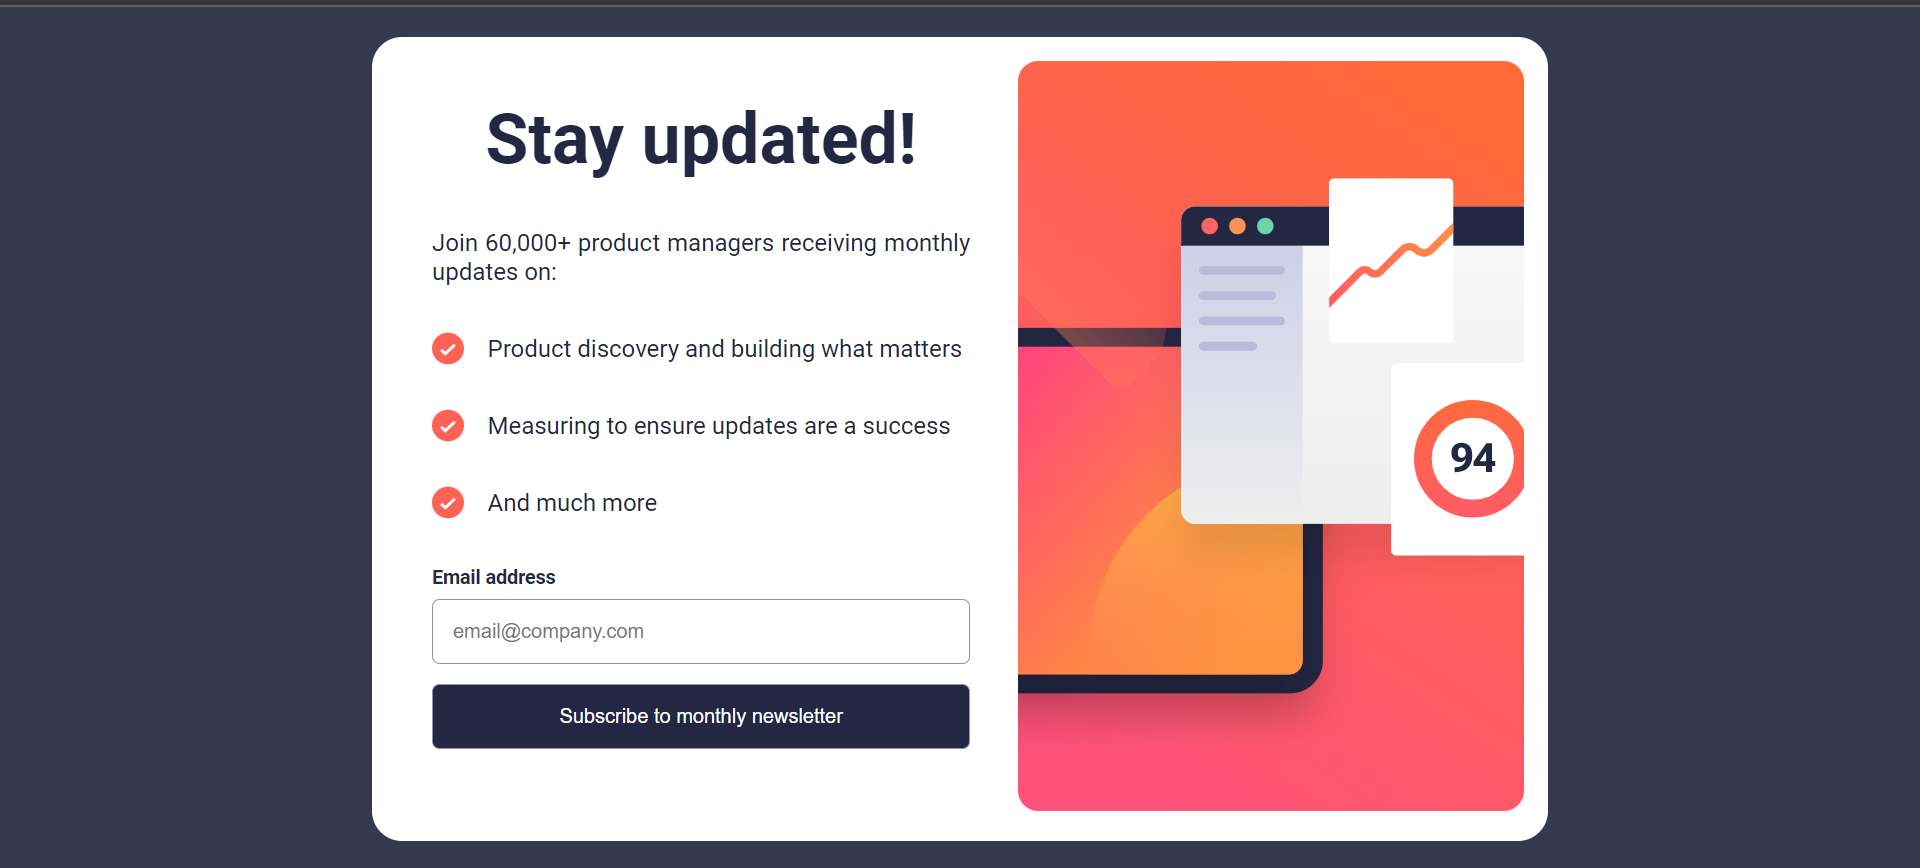 Stay updated!
Join 60,000+ product managers receiving monthly
updates on:
Product discovery and building what matters
Measuring to ensure updates are a success
And much more
Email address
email@company.com
Subscribe to monthly newsletter
94